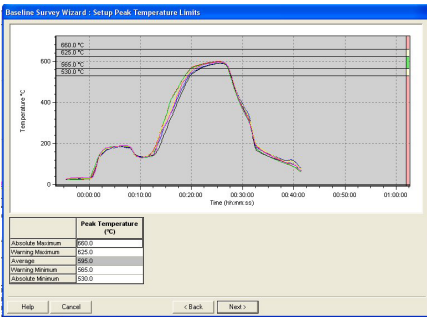 Baseline Survey Wizard : Setup Peak Temperature Limits
660.0 °C
625.0 °C
565.0 °C
530.0 °C
600
400
200
0
Temperature °C
00:00:00 00:10:00 00:20:00 00:30:00 00:40:00 00:50:00 01:00:00
Time (hh:mm:ss)
Peak Temperature (°C)
Absolute Maximum 660.0
Warning Maximum 625.0
Average 595.0
Warning Minimum 565.0
Absolute Minimum 530.0
Help Cancel < Back Next >